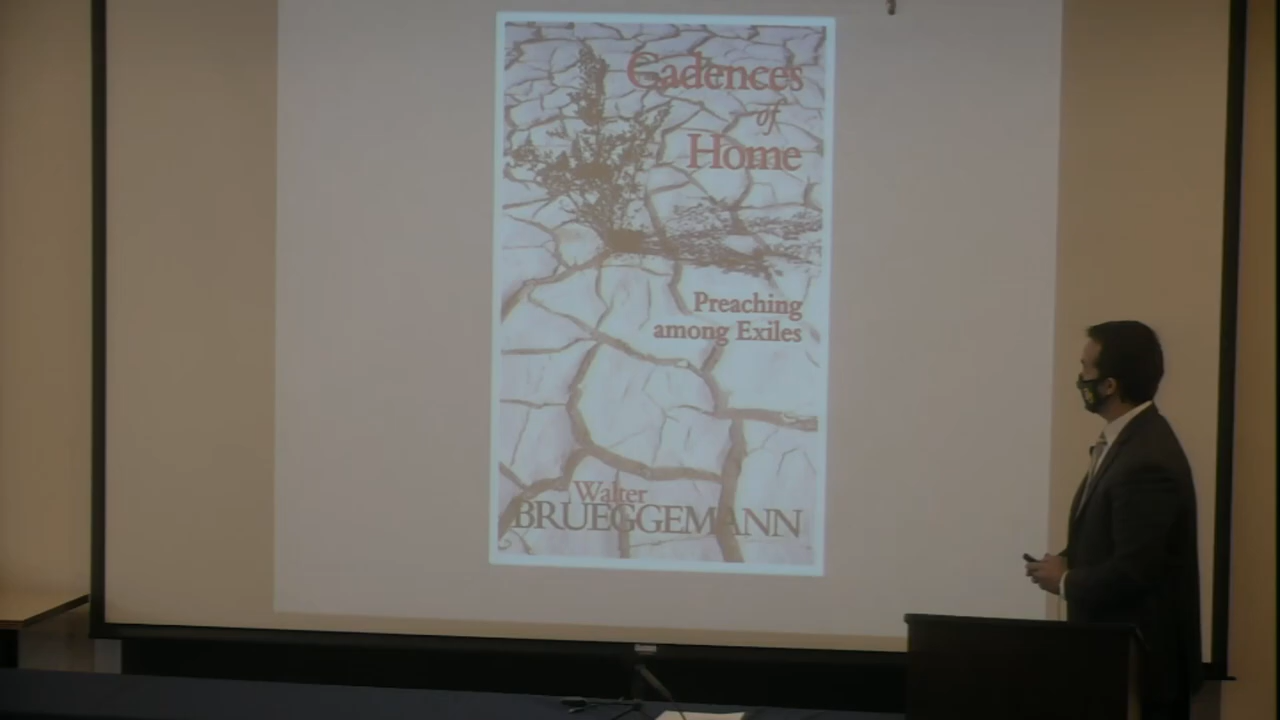 Cadences
of
Home
Preaching
among Exiles
Walter
BRUEGGEMANN